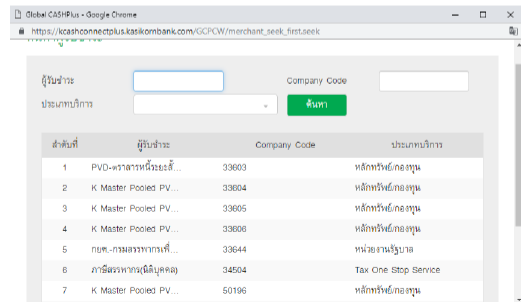 Global CASHPlus - Google Chrome
https://kcashconnectplus.kasikornbank.com/GCPCW/merchant_seek_first.seek
ผู้รับชำระ Company Code
ประเภทบริการ ค้นหา
ลำดับที่ ผู้รับชำระ Company Code ประเภทบริการ
1 PVD-ตราสารหนี้ระยะสั้... 33603 หลักทรัพย์/กองทุน
2 K Master Pooled PV... 33604 หลักทรัพย์/กองทุน
3 K Master Pooled PV... 33605 หลักทรัพย์/กองทุน
4 K Master Pooled PV... 33606 หลักทรัพย์/กองทุน
5 กยศ.-กรมสรรพากรเพื่... 33644 หน่วยงานรัฐบาล
6 ภาษีสรรพากร(นิติบุคคล) 34504 Tax One Stop Service
7 K Master Pooled PV... 50196 หลักทรัพย์/กองทุน